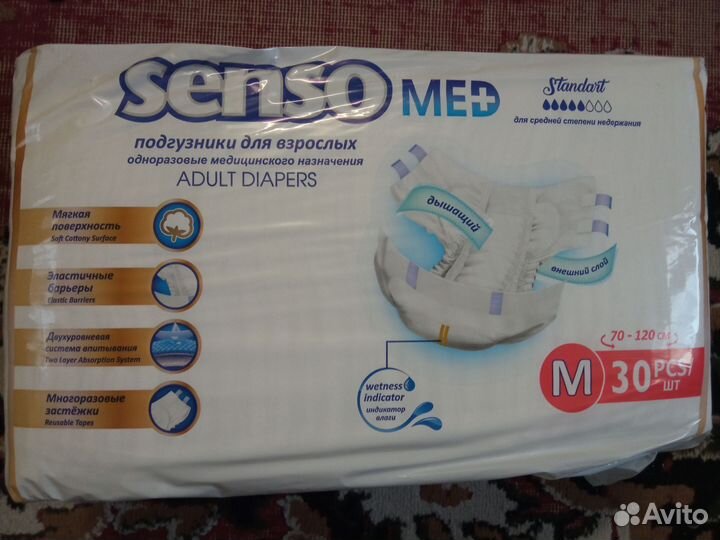 senso MED
Standart
для средней степени недержания
подгузники для взрослых
одноразовые медицинского назначения
ADULT DIAPERS
Мягкая
поверхность
Soft Cottony Surface
Эластичные
барьеры
Elastic Barriers
Двухуровневая
система впитывания
Two Layer Absorption System
Многоразовые
застёжки
Reusable Tapes
дышащий
внешний слой
wetness
indicator
индикатор
влаги
70 - 120 см
M 30 PCS/
ШТ
Avito